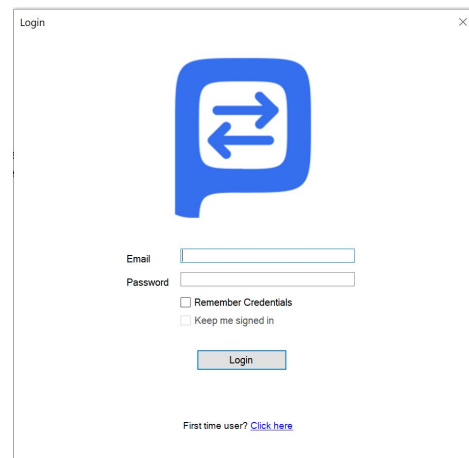 Login
Email
Password
Remember Credentials
Keep me signed in
Login
First time user? Click here